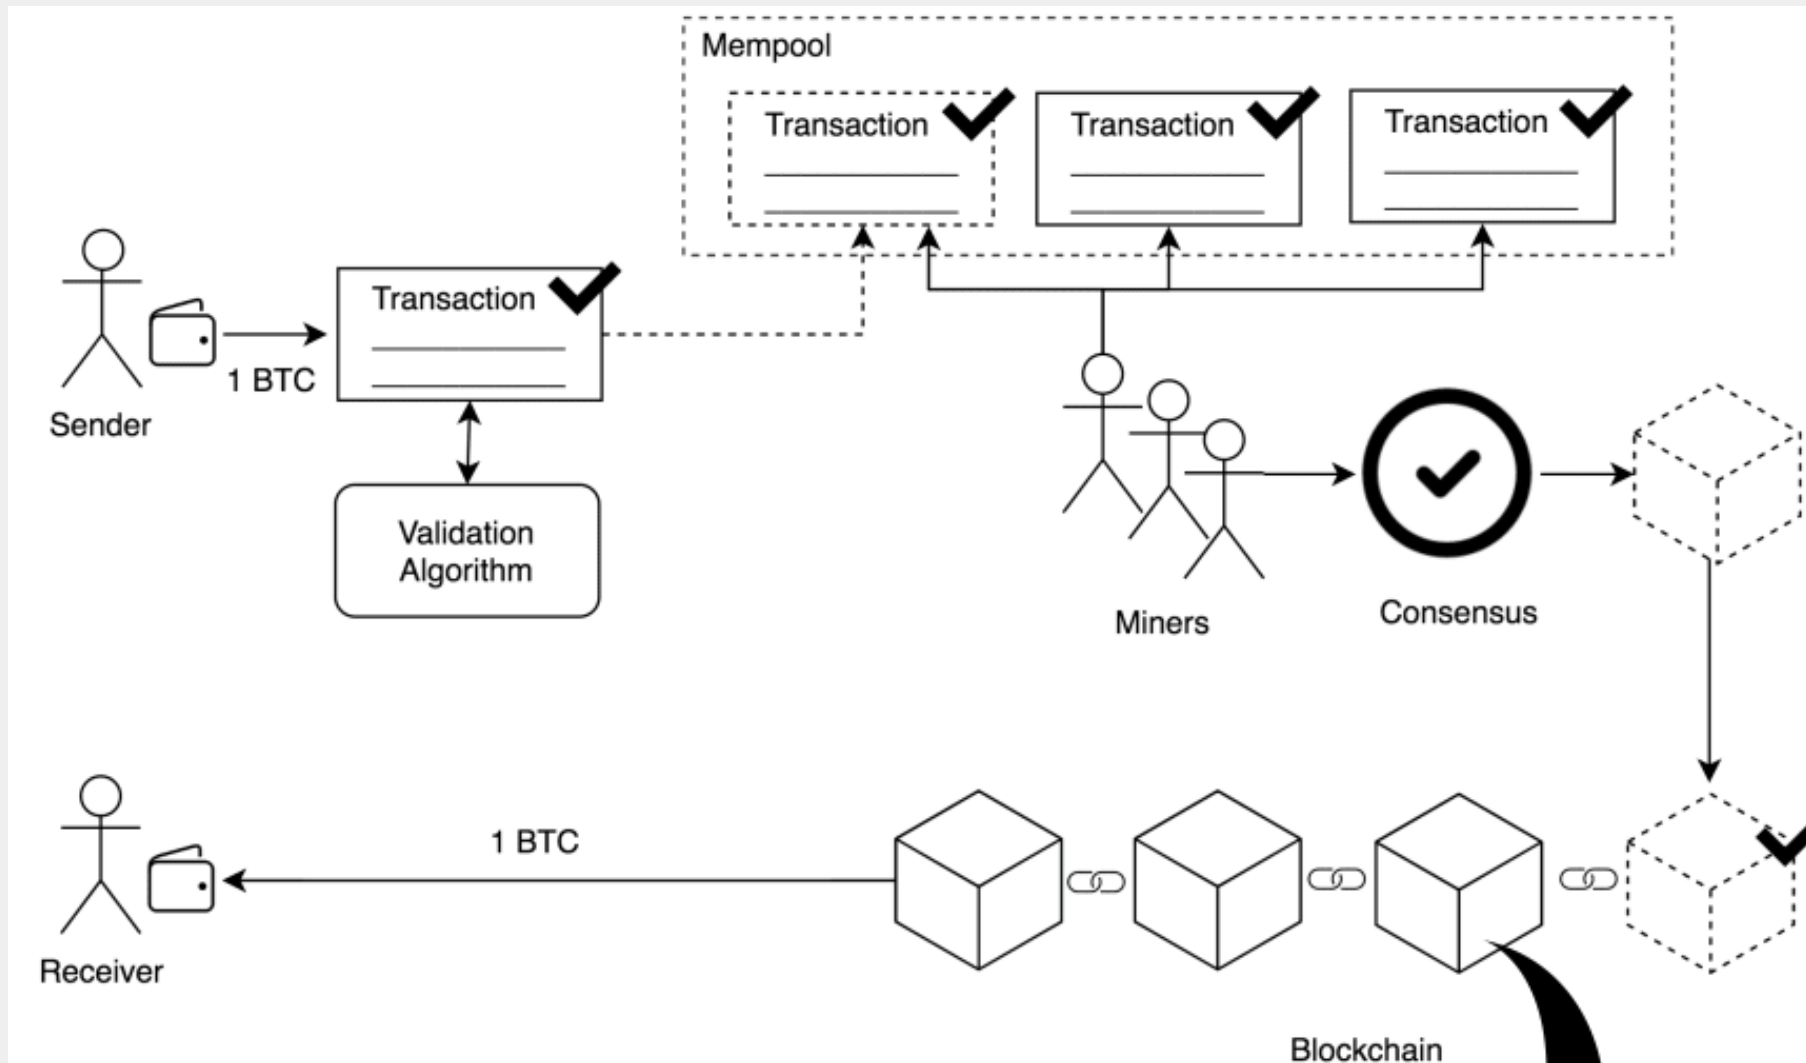 Mempool
Transaction
Transaction
Transaction
Transaction
1 BTC
Sender
Validation
Algorithm
Miners
Consensus
1 BTC
Receiver
Blockchain